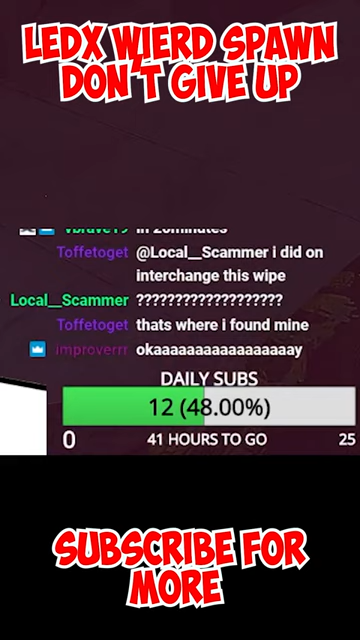 LEDX WIERD SPAWN
DON'T GIVE UP
vbrave19 in 20minutes
Toffetoget @Local__Scammer i did on
interchange this wipe
Local__Scammer ???????????????????
Toffetoget thats where i found mine
improverrr okaaaaaaaaaaaaaaaaay
DAILY SUBS
12 (48.00%)
0 41 HOURS TO GO 25
SUBSCRIBE FOR
MORE